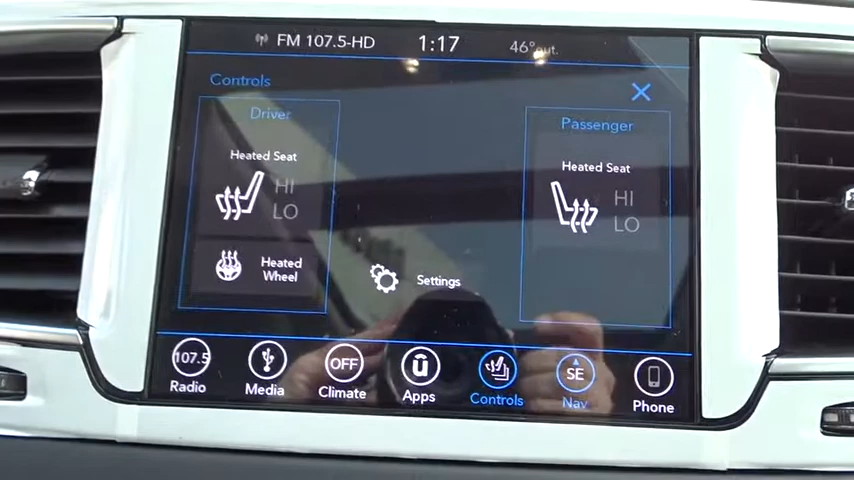 FM 107.5-HD 1:17 46° out.
Controls
Driver
Passenger
Heated Seat
HI
LO
Heated Seat
HI
LO
Heated
Wheel
Settings
107.5
Radio
Media
OFF
Climate
Apps
Controls
SE
Nav
Phone